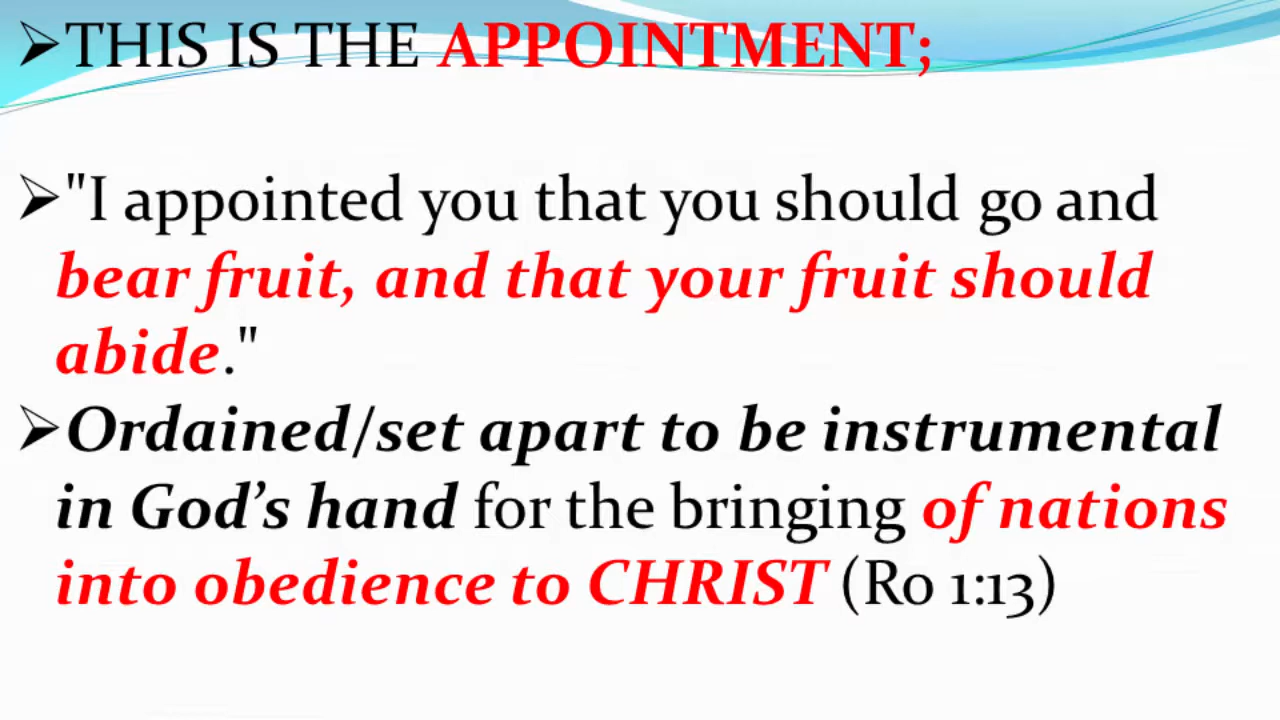 ➢THIS IS THE APPOINTMENT;
➢"I appointed you that you should go and
bear fruit, and that your fruit should
abide."
➢Ordained/set apart to be instrumental
in God’s hand for the bringing of nations
into obedience to CHRIST (Ro 1:13)